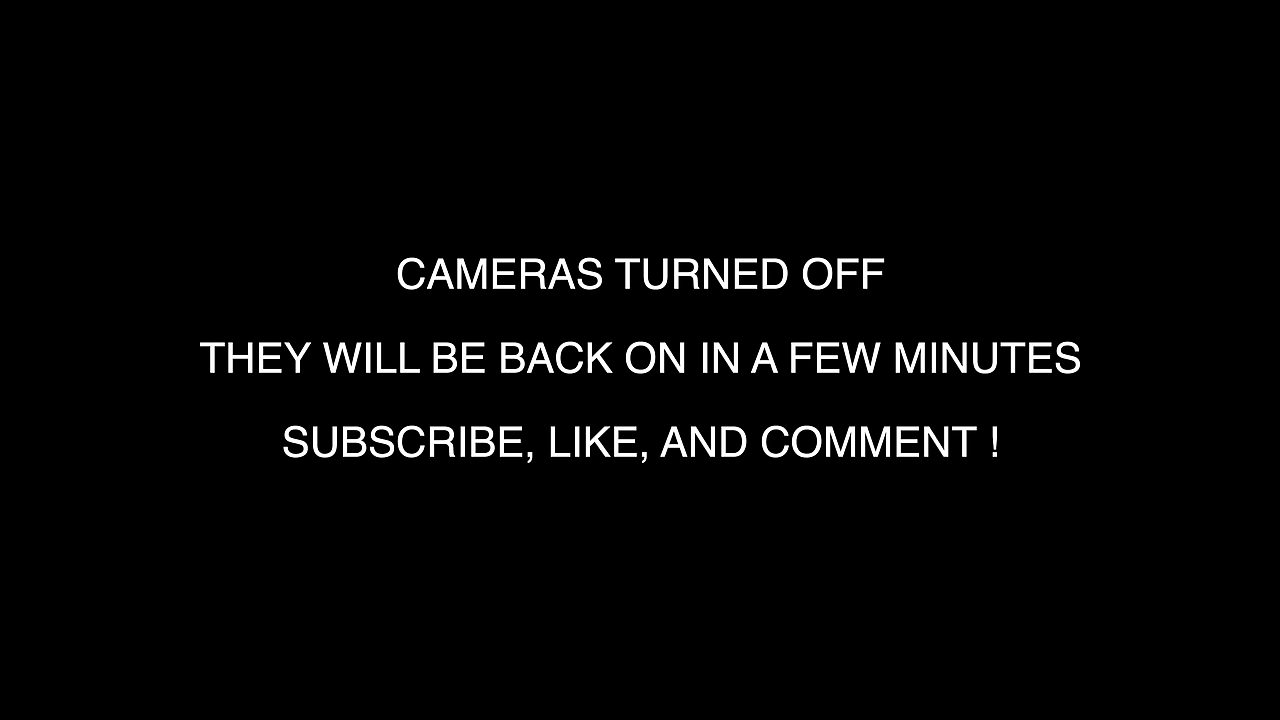 CAMERAS TURNED OFF
THEY WILL BE BACK ON IN A FEW MINUTES
SUBSCRIBE, LIKE, AND COMMENT !